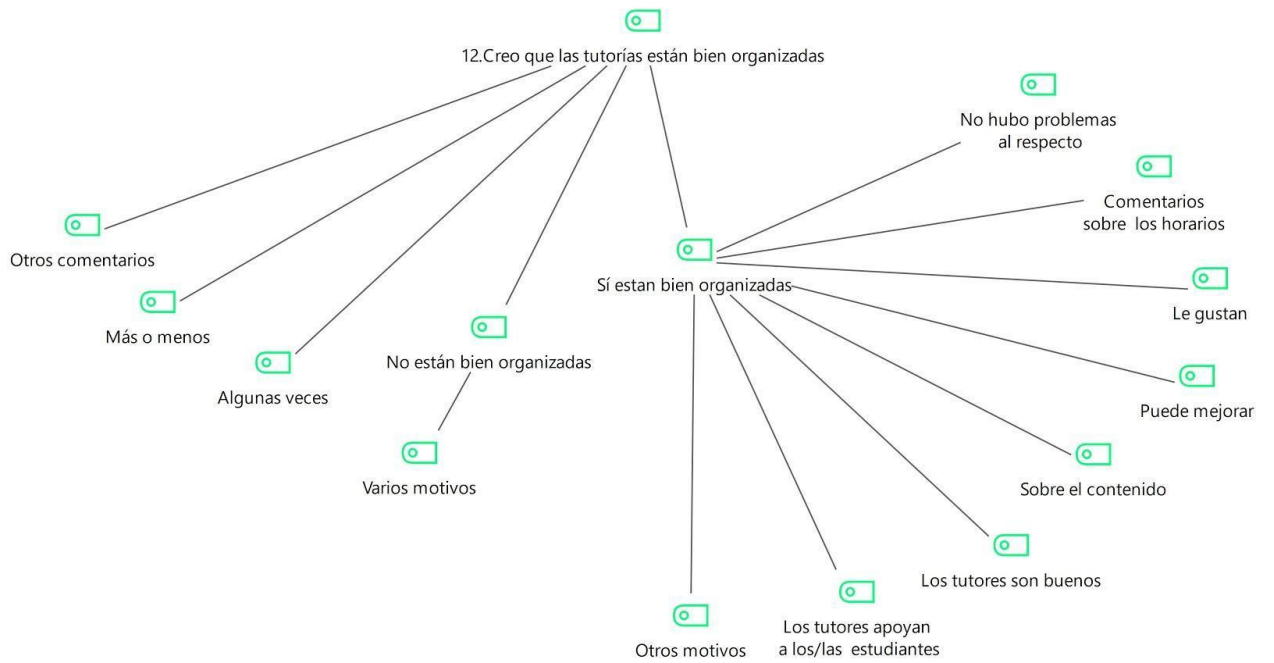 12.Creo que las tutorías están bien organizadas
No hubo problemas
al respecto
Comentarios
sobre los horarios
Otros comentarios
Sí estan bien organizadas
Le gustan
Más o menos
No están bien organizadas
Algunas veces
Puede mejorar
Varios motivos
Sobre el contenido
Los tutores son buenos
Los tutores apoyan
a los/las estudiantes
Otros motivos